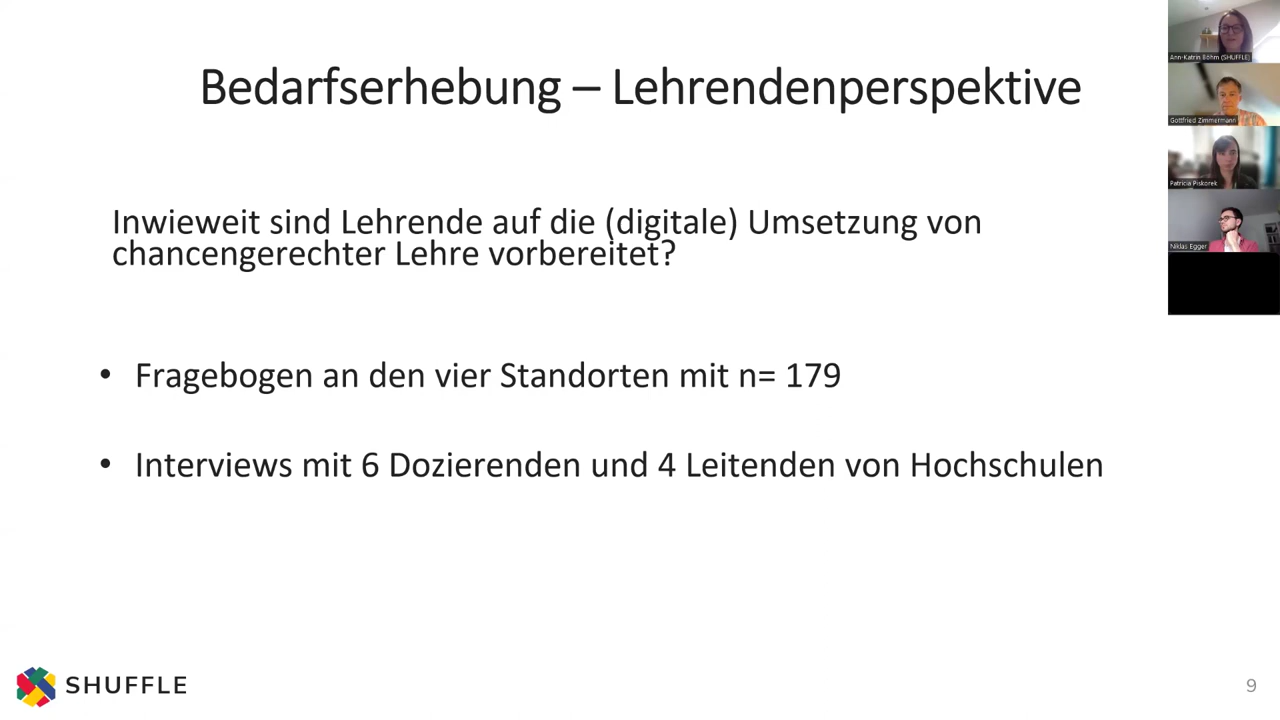 Bedarfserhebung – Lehrendenperspektive
Inwieweit sind Lehrende auf die (digitale) Umsetzung von
chancengerechter Lehre vorbereitet?
• Fragebogen an den vier Standorten mit n= 179
• Interviews mit 6 Dozierenden und 4 Leitenden von Hochschulen
SHUFFLE
9
Ann-Katrin Böhm (SHUFFLE)
Gottfried Zimmermann
Patricia Piskorek
Niklas Egger